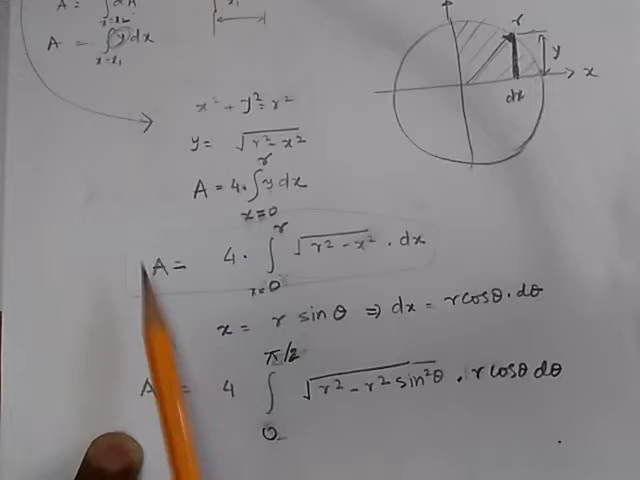 A = ∫ dA
x=x₂
A = ∫ y dx
x=x₁
r
y
x
dx
x² + y² = r²
y = √r² - x²
r
A = 4. ∫ y dx
x=0
r
A = 4. ∫ √r² - x² . dx
x=0
x = r sin θ ⇒ dx = r cos θ . dθ
π/2
A = 4 ∫ √r² - r² sin²θ . r cos θ dθ
0